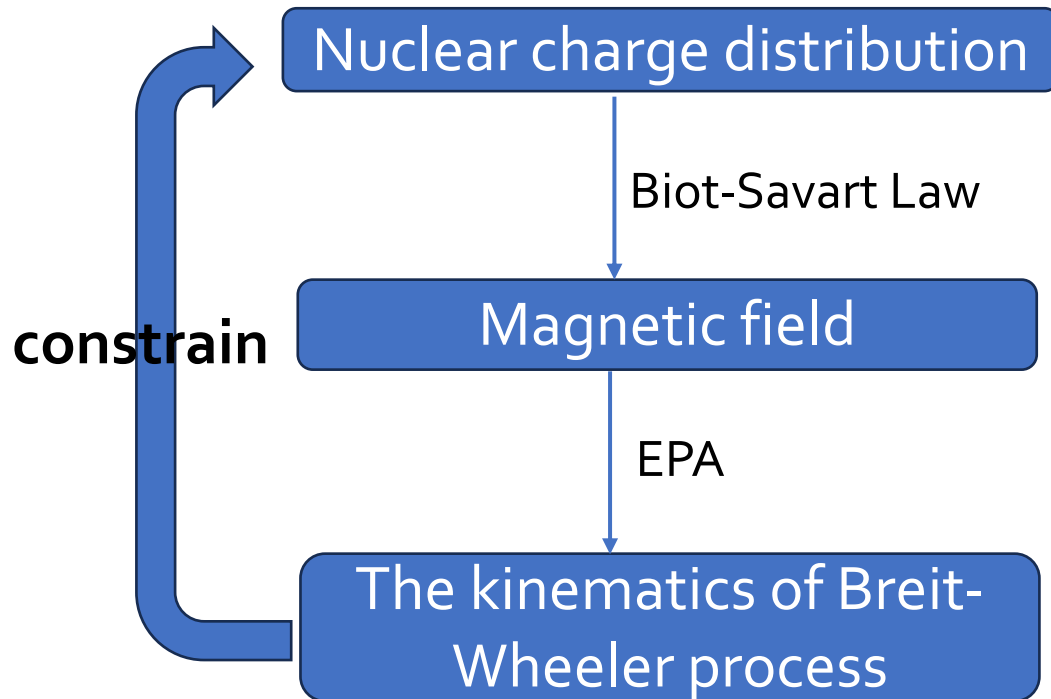 Nuclear charge distribution
Biot-Savart Law
Magnetic field
constrain
EPA
The kinematics of Breit-
Wheeler process